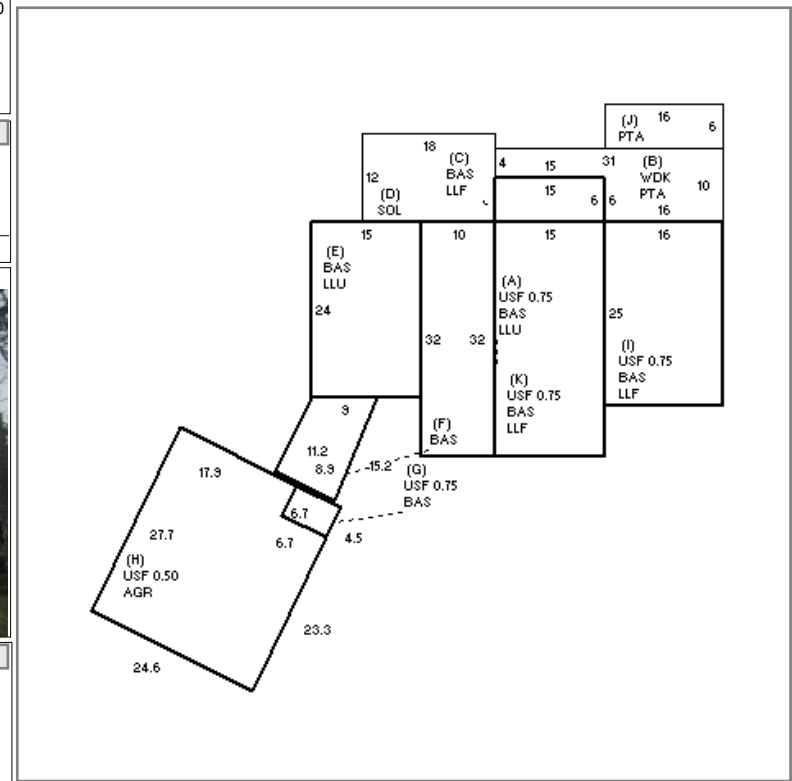 (J) 16
PTA 6
18 (C) 4 15 31 (B)
BAS WDK
12 LLF 15 PTA 10
(D) 6 6
SOL 16
15 10 15 16
(E)
BAS
LLU
(A)
USF 0.75
BAS
LLU
24
25
32 32
(I)
USF 0.75
BAS
LLF
(K)
USF 0.75
BAS
LLF
9
(F)
BAS
11.2
8.9
15.2
(G)
USF 0.75
BAS
17.9
6.7
27.7
6.7
4.5
(H)
USF 0.50
AGR
23.3
24.6